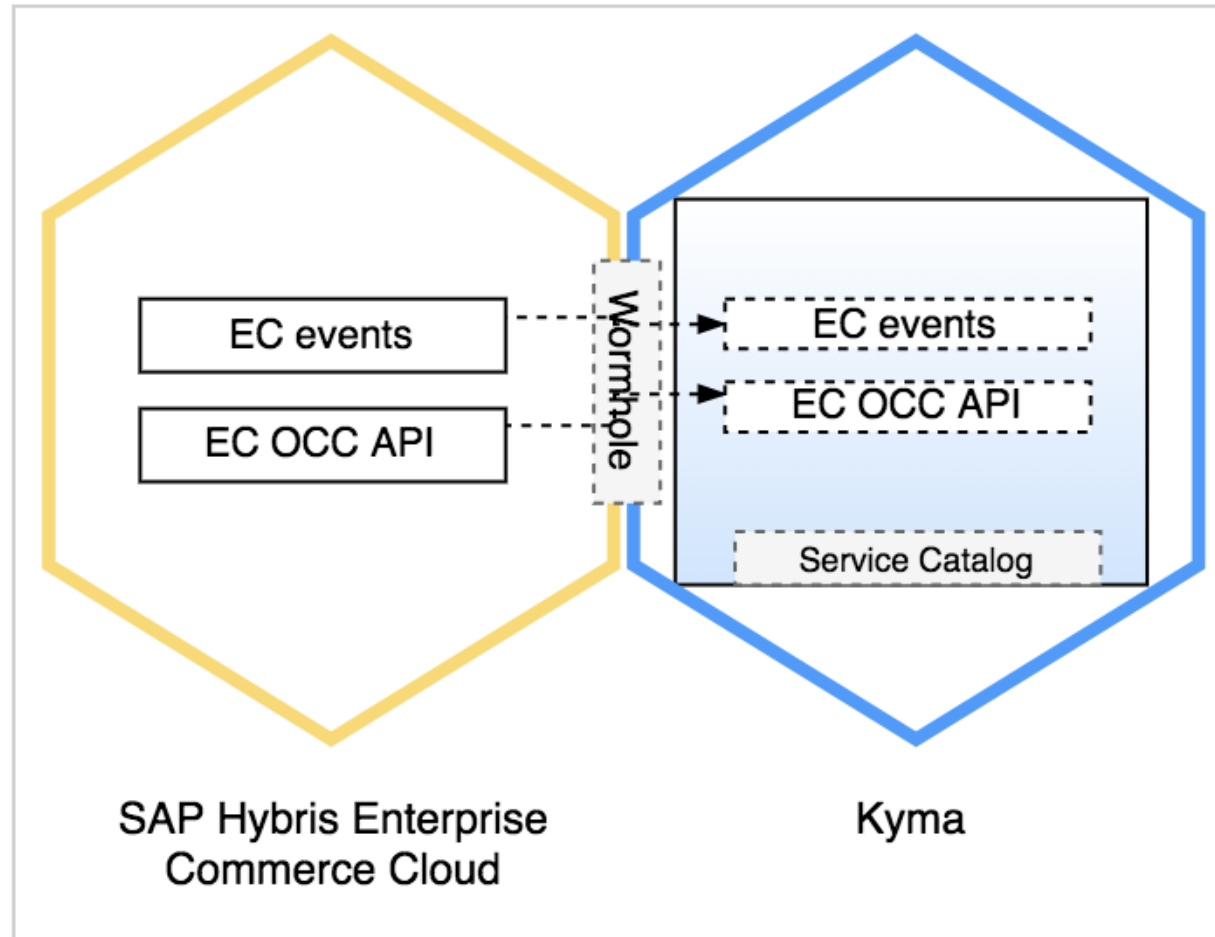 EC events
EC OCC API
Wormhole
EC events
EC OCC API
Service Catalog
SAP Hybris Enterprise
Commerce Cloud
Kyma